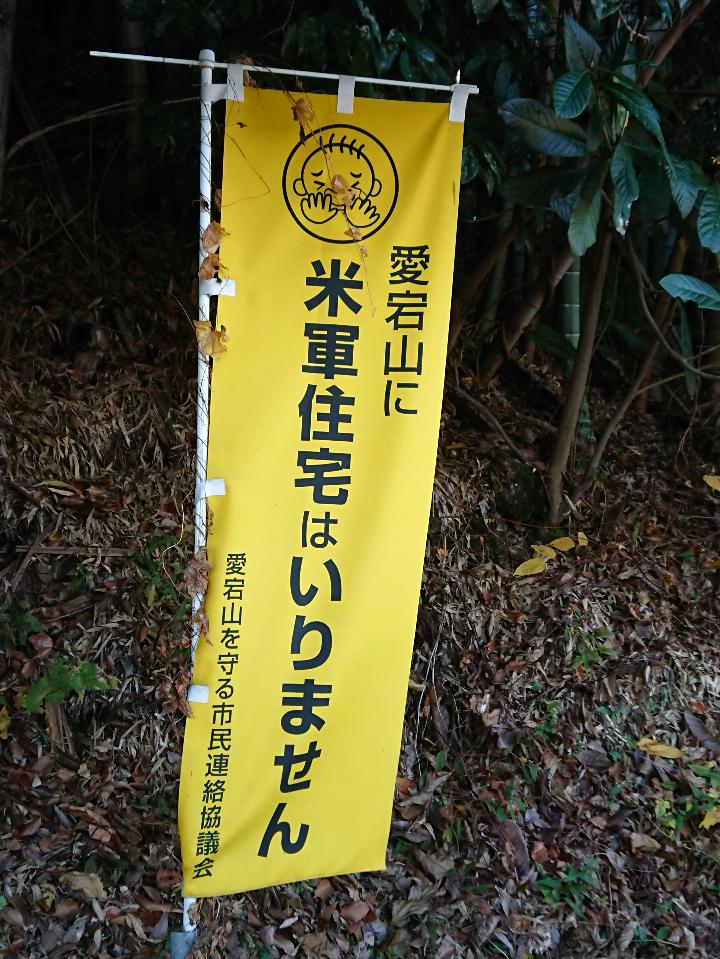 愛宕山に
米軍住宅はいりません
愛宕山を守る市民連絡協議会